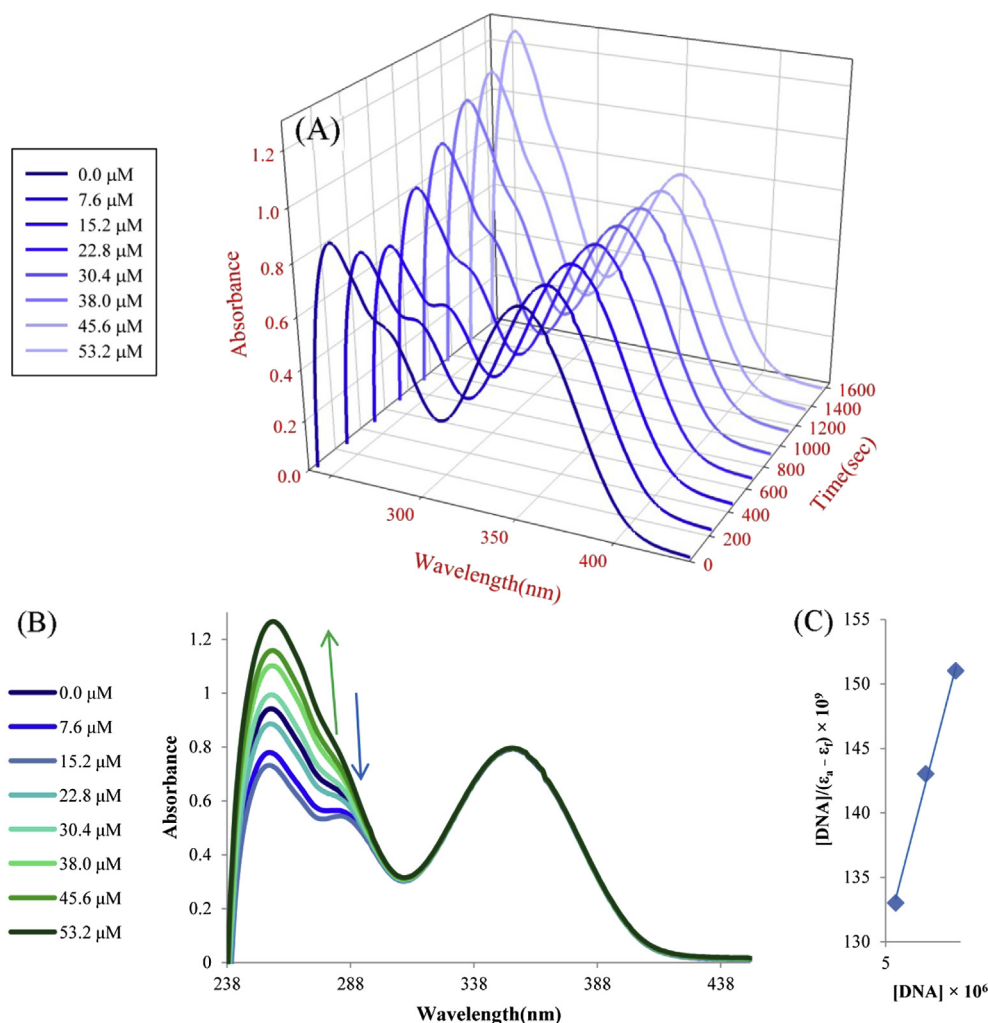 (A)
0.0 μM
7.6 μM
15.2 μM
22.8 μM
30.4 μM
38.0 μM
45.6 μM
53.2 μM
Absorbance
1.2
1.0
0.8
0.6
0.4
0.2
0.0
300
350
400
Wavelength(nm)
0
200
400
600
800
1000
1200
1400
1600
Time(sec)
(B)
0.0 μM
7.6 μM
15.2 μM
22.8 μM
30.4 μM
38.0 μM
45.6 μM
53.2 μM
Absorbance
1.2
1
0.8
0.6
0.4
0.2
0
238
288
338
388
438
Wavelength(nm)
(C)
[DNA]/(εa − εf) × 10⁹
155
150
145
140
135
130
5
[DNA] × 10⁶